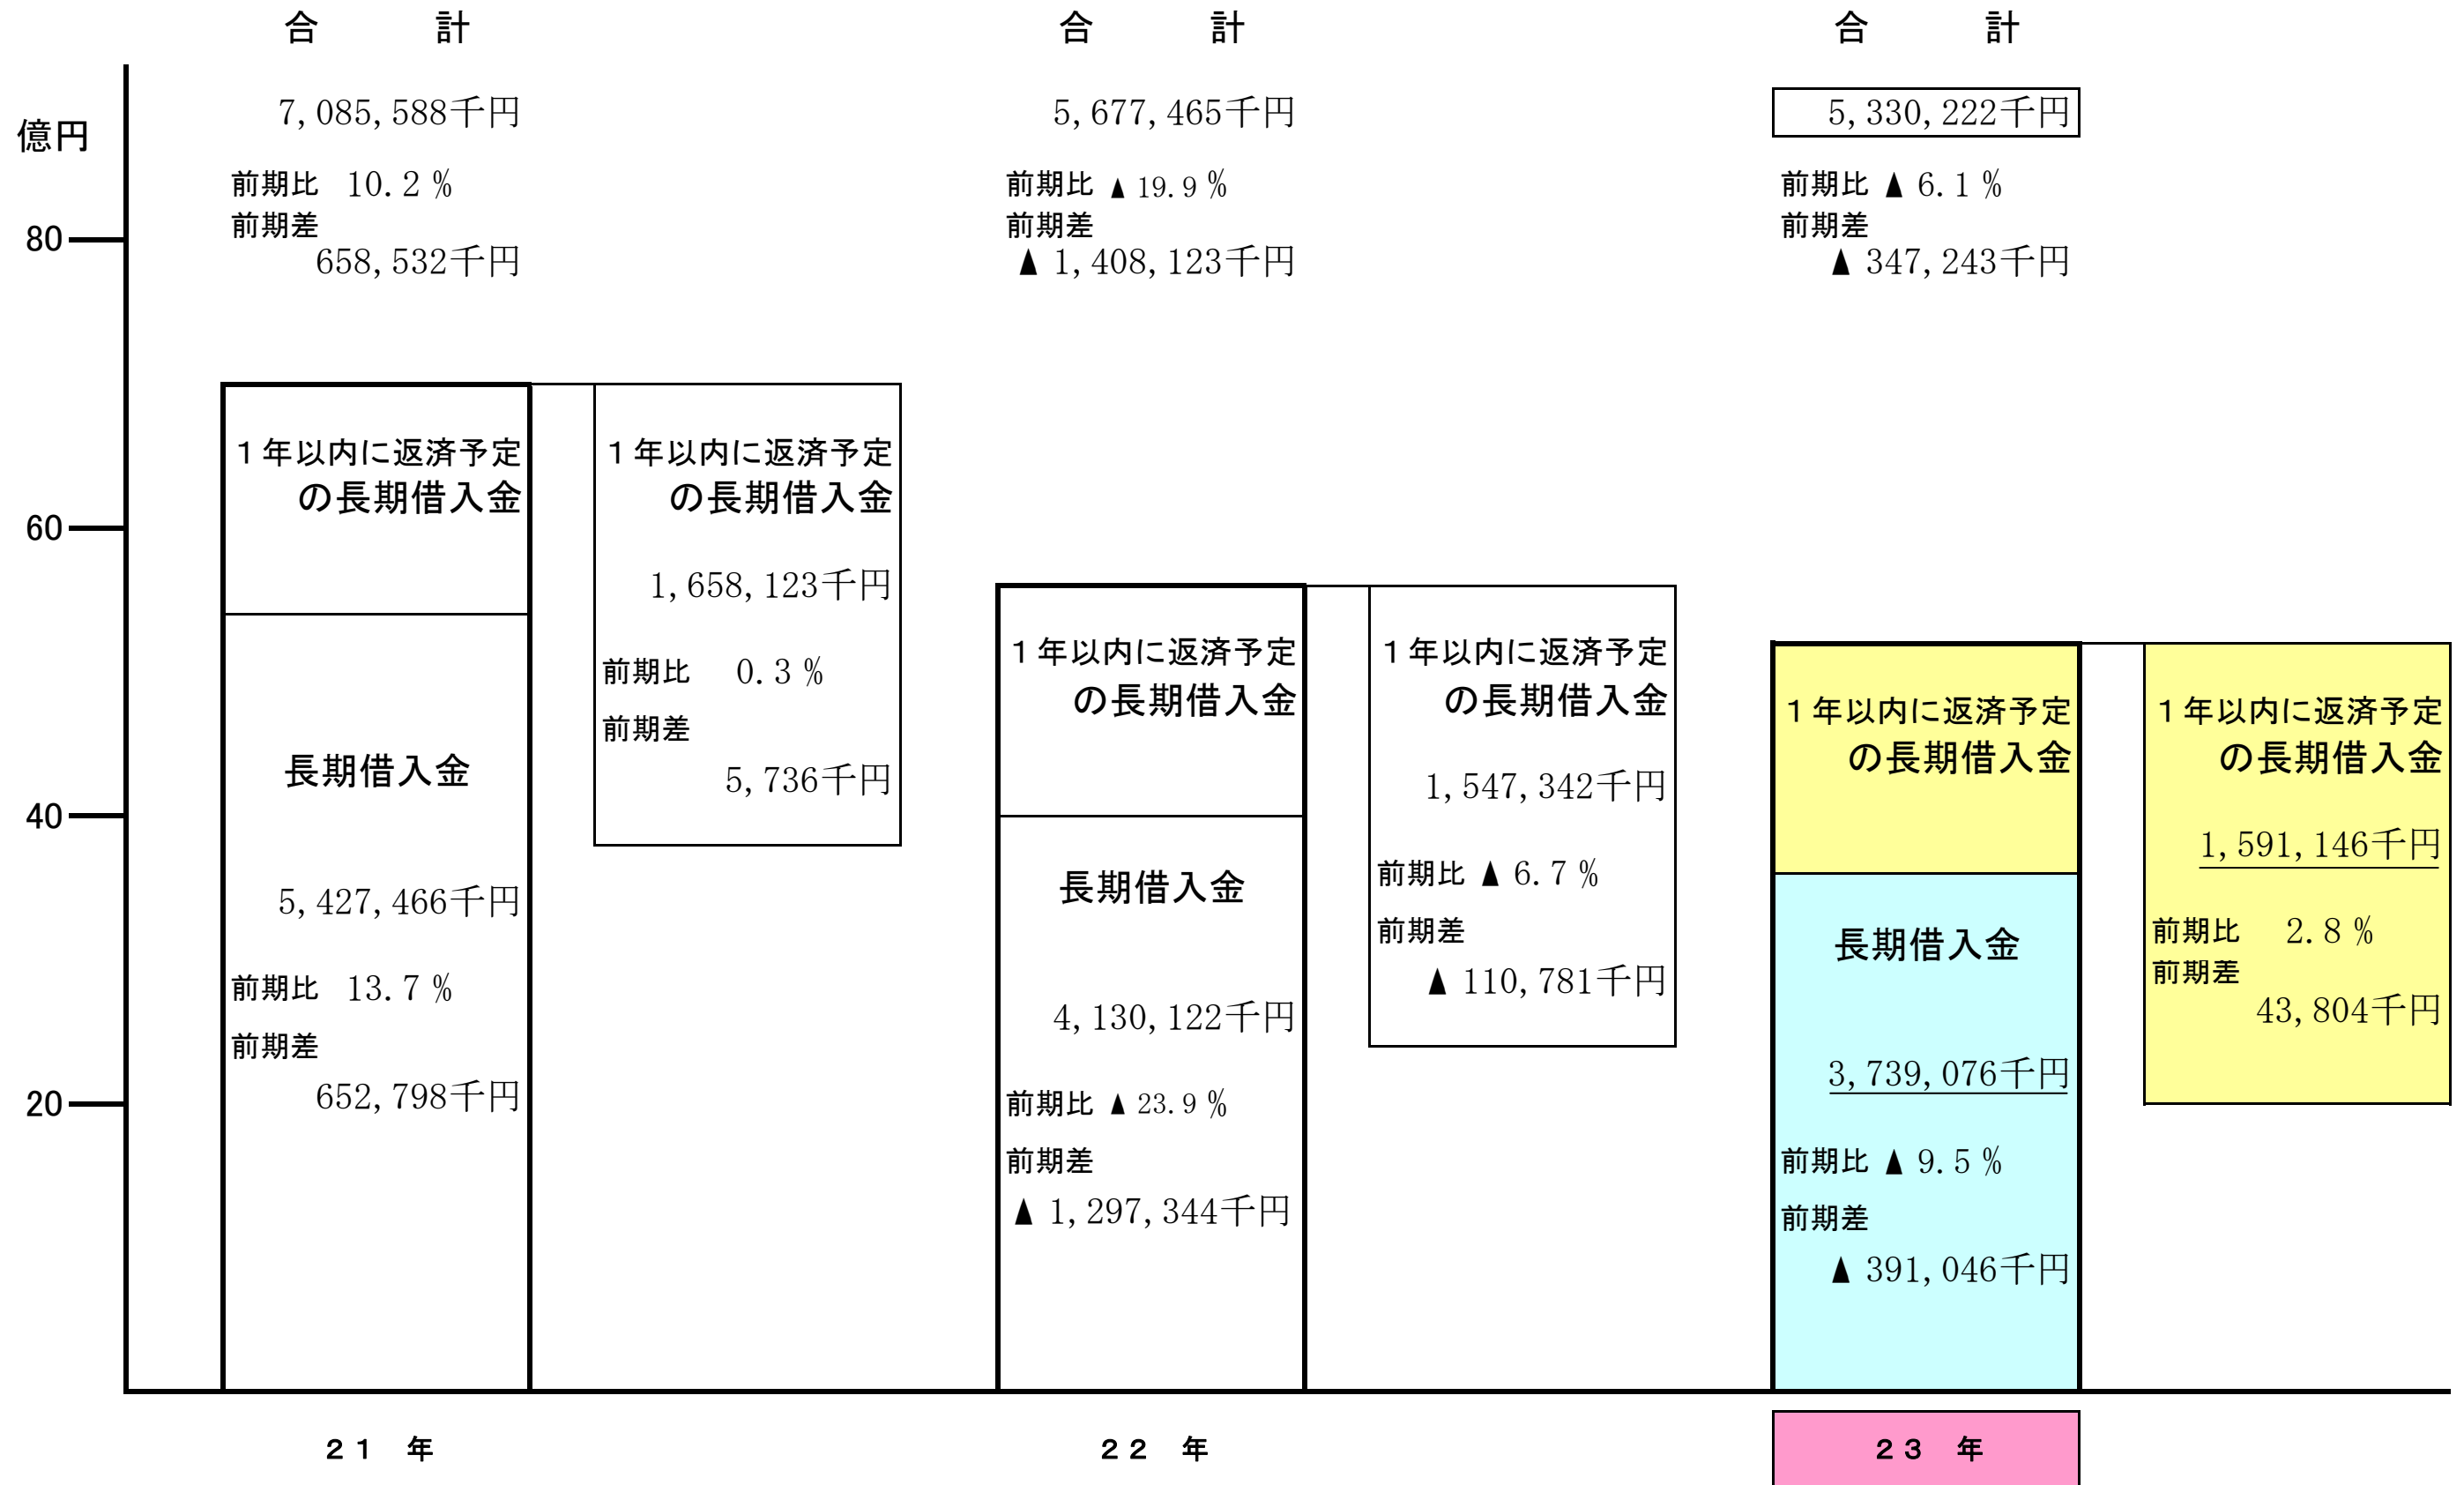 合　　計
7,085,588千円
前期比 10.2 %
前期差
658,532千円
合　　計
5,677,465千円
前期比 ▲ 19.9 %
前期差
▲ 1,408,123千円
合　　計
5,330,222千円
前期比 ▲ 6.1 %
前期差
▲ 347,243千円
億円
80
60
40
20
１年以内に返済予定
の長期借入金
長期借入金
5,427,466千円
前期比 13.7 %
前期差
652,798千円
１年以内に返済予定
の長期借入金
1,658,123千円
前期比 0.3 %
前期差
5,736千円
１年以内に返済予定
の長期借入金
長期借入金
4,130,122千円
前期比 ▲ 23.9 %
前期差
▲ 1,297,344千円
１年以内に返済予定
の長期借入金
1,547,342千円
前期比 ▲ 6.7 %
前期差
▲ 110,781千円
１年以内に返済予定
の長期借入金
長期借入金
3,739,076千円
前期比 ▲ 9.5 %
前期差
▲ 391,046千円
１年以内に返済予定
の長期借入金
1,591,146千円
前期比 2.8 %
前期差
43,804千円
２１　年
２２　年
２３　年